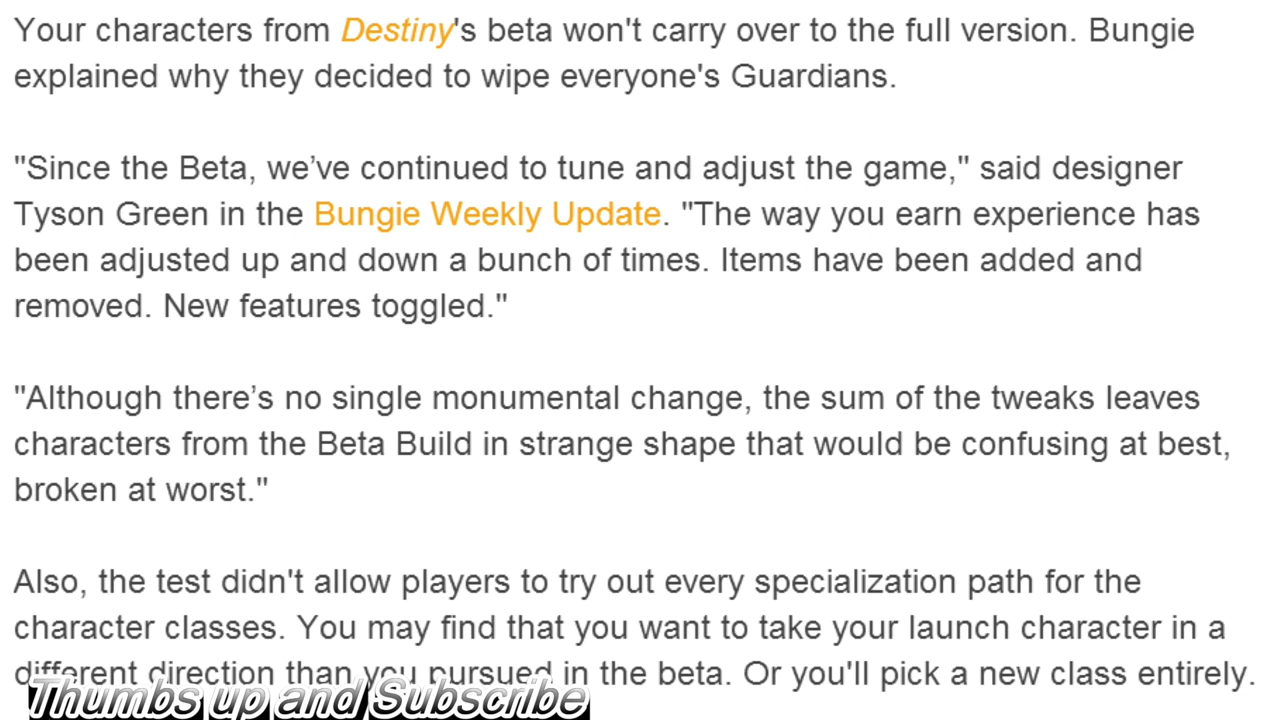 Your characters from Destiny's beta won't carry over to the full version. Bungie
explained why they decided to wipe everyone's Guardians.
"Since the Beta, we’ve continued to tune and adjust the game," said designer
Tyson Green in the Bungie Weekly Update. "The way you earn experience has
been adjusted up and down a bunch of times. Items have been added and
removed. New features toggled."
"Although there’s no single monumental change, the sum of the tweaks leaves
characters from the Beta Build in strange shape that would be confusing at best,
broken at worst."
Also, the test didn't allow players to try out every specialization path for the
character classes. You may find that you want to take your launch character in a
different direction than you pursued in the beta. Or you'll pick a new class entirely.
Thumbs up and Subscribe